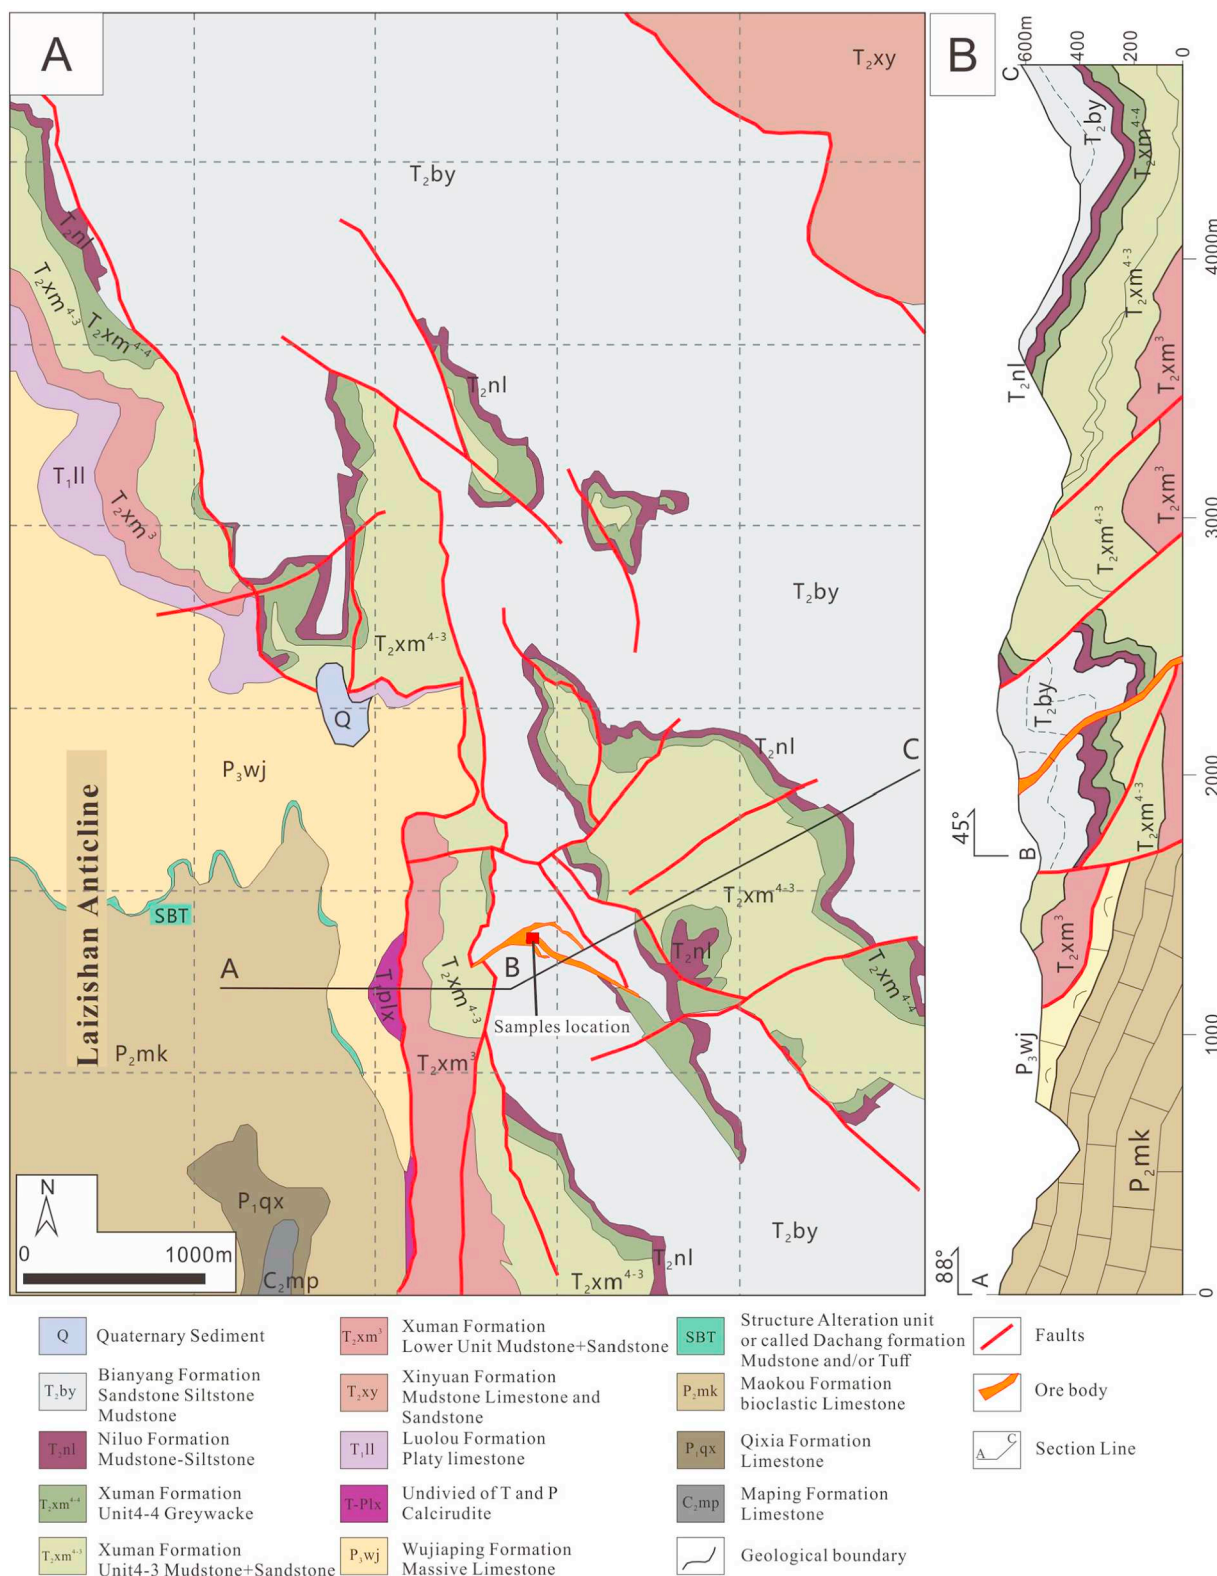 A
T₂xy
T₂by
T₂nl
T₂xm⁴⁻³
T₂xm⁴⁻⁴
T₂nl
T₁ll
T₂xm³
T₂by
T₂xm⁴⁻³
Q
T₂nl
C
P₃wj
Laizishan Anticline
SBT
T₂xm⁴⁻³
T₂nl
A
B
T-Plx
T₂xm⁴⁻³
T₂xm⁴⁻⁴
Samples location
P₂mk
T₂xm³
P₁qx
T₂by
N
T₂nl
0 1000m
C₂mp
T₂xm⁴⁻³
B
C
600m
400
200
0
T₂by
T₂xm⁴⁻⁴
4000m
T₂xm⁴⁻³
T₂nl
T₂xm³
T₂xm³
3000
T₂xm⁴⁻³
T₂by
2000
45°
T₂xm⁴⁻³
B
T₂xm³
P₃wj
1000
P₂mk
88°
A
0
Q Quaternary Sediment
T₂by Bianyang Formation
Sandstone Siltstone
Mudstone
T₂nl Niluo Formation
Mudstone-Siltstone
T₂xm⁴⁻⁴ Xuman Formation
Unit4-4 Greywacke
T₂xm⁴⁻³ Xuman Formation
Unit4-3 Mudstone+Sandstone
T₂xm³ Xuman Formation
Lower Unit Mudstone+Sandstone
T₂xy Xinyuan Formation
Mudstone Limestone and
Sandstone
T₁ll Luolou Formation
Platy limestone
T-Plx Undivied of T and P
Calcirudite
P₃wj Wujiaping Formation
Massive Limestone
SBT Structure Alteration unit
or called Dachang formation
Mudstone and/or Tuff
P₂mk Maokou Formation
bioclastic Limestone
P₁qx Qixia Formation
Limestone
C₂mp Maping Formation
Limestone
Geological boundary
Faults
Ore body
A C Section Line